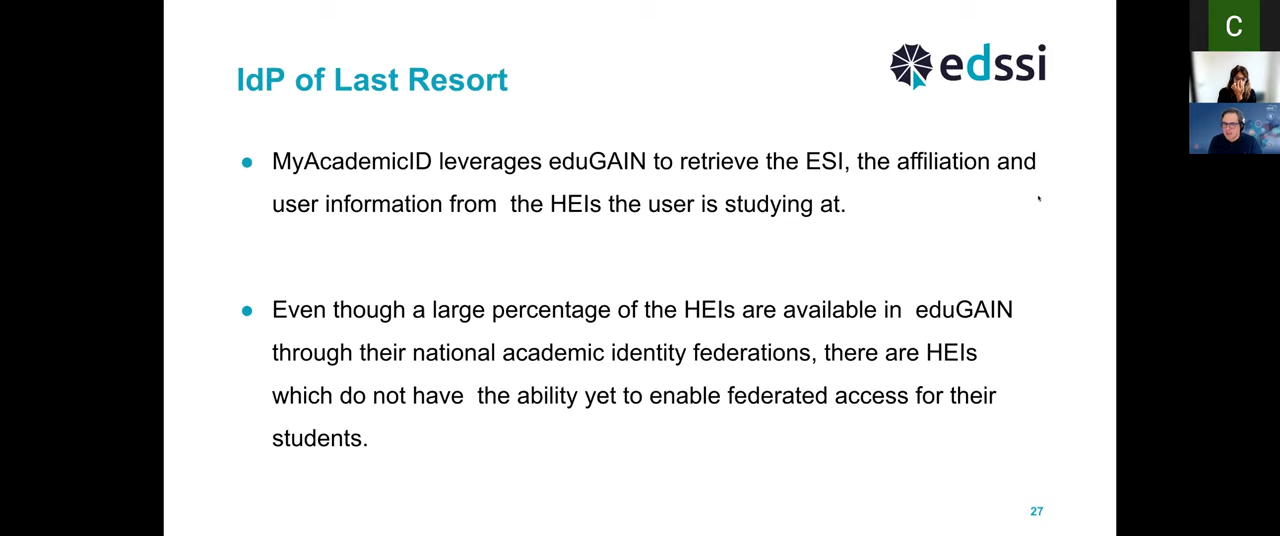 IdP of Last Resort
edssi
C
● MyAcademicID leverages eduGAIN to retrieve the ESI, the affiliation and
user information from the HEIs the user is studying at.
● Even though a large percentage of the HEIs are available in eduGAIN
through their national academic identity federations, there are HEIs
which do not have the ability yet to enable federated access for their
students.
27